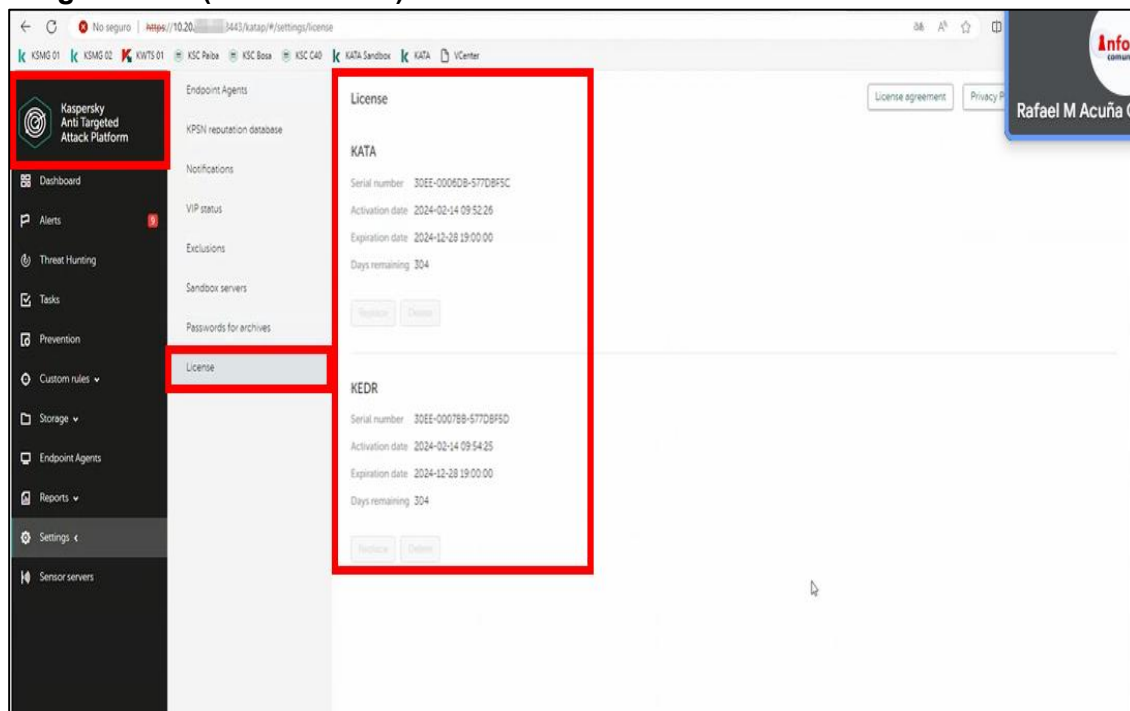 No seguro | https://10.20. 3443/katap/#/settings/license
KSMG 01 KSMG 02 KWTS 01 KSC Paiba KSC Bosa KSC C40 KATA Sandbox KATA VCenter
Kaspersky
Anti Targeted
Attack Platform
Dashboard
Alerts 9
Threat Hunting
Tasks
Prevention
Custom rules
Storage
Endpoint Agents
Reports
Settings
Sensor servers
Endpoint Agents
KPSN reputation database
Notifications
VIP status
Exclusions
Sandbox servers
Passwords for archives
License
License
License agreement
Privacy P
KATA
Serial number 30EE-0006DB-577DBF5C
Activation date 2024-02-14 09:52:26
Expiration date 2024-12-28 19:00:00
Days remaining 304
Replace Delete
KEDR
Serial number 30EE-0007BB-577DBF5D
Activation date 2024-02-14 09:54:25
Expiration date 2024-12-28 19:00:00
Days remaining 304
Replace Delete
Info
comun
Rafael M Acuña